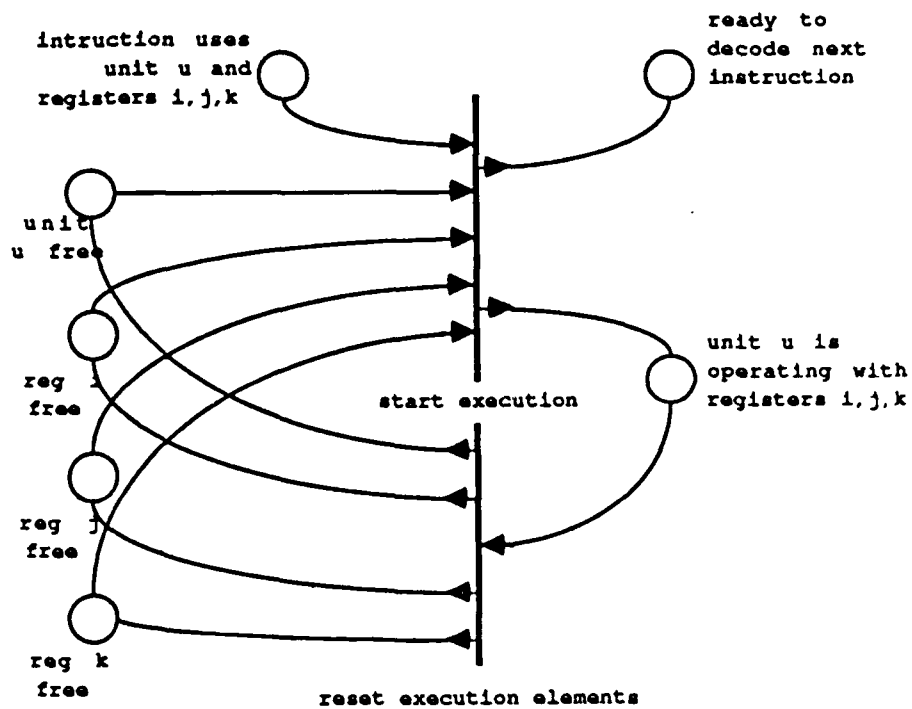 intruction uses
unit u and
registers i,j,k
ready to
decode next
instruction
unit
u free
reg i
free
unit u is
operating with
registers i,j,k
start execution
reg j
free
reg k
free
reset execution elements